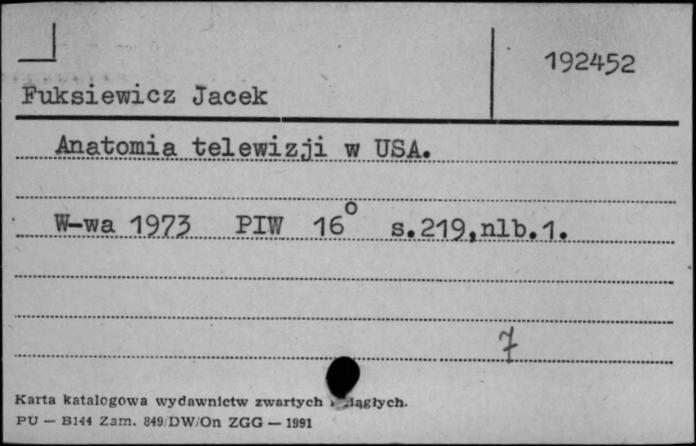 192452
Fuksiewicz Jacek
Anatomia telewizji w USA.
W-wa 1973 PIW 16° s.219,nlb.1.
7
Karta katalogowa wydawnictw zwartych
PU — B144 Zam. 849/DW/On ZGG — 1991